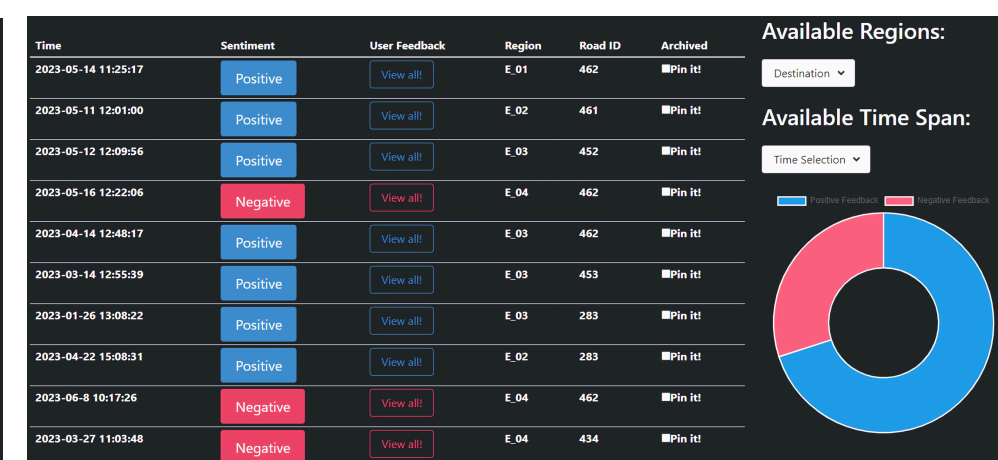 Time Sentiment User Feedback Region Road ID Archived
2023-05-14 11:25:17 Positive View all! E_01 462 Pin it!
2023-05-11 12:01:00 Positive View all! E_02 461 Pin it!
2023-05-12 12:09:56 Positive View all! E_03 452 Pin it!
2023-05-16 12:22:06 Negative View all! E_04 462 Pin it!
2023-04-14 12:48:17 Positive View all! E_03 462 Pin it!
2023-03-14 12:55:39 Positive View all! E_03 453 Pin it!
2023-01-26 13:08:22 Positive View all! E_03 283 Pin it!
2023-04-22 15:08:31 Positive View all! E_02 283 Pin it!
2023-06-8 10:17:26 Negative View all! E_04 462 Pin it!
2023-03-27 11:03:48 Negative View all! E_04 434 Pin it!
Available Regions:
Destination
Available Time Span:
Time Selection
Positive Feedback Negative Feedback